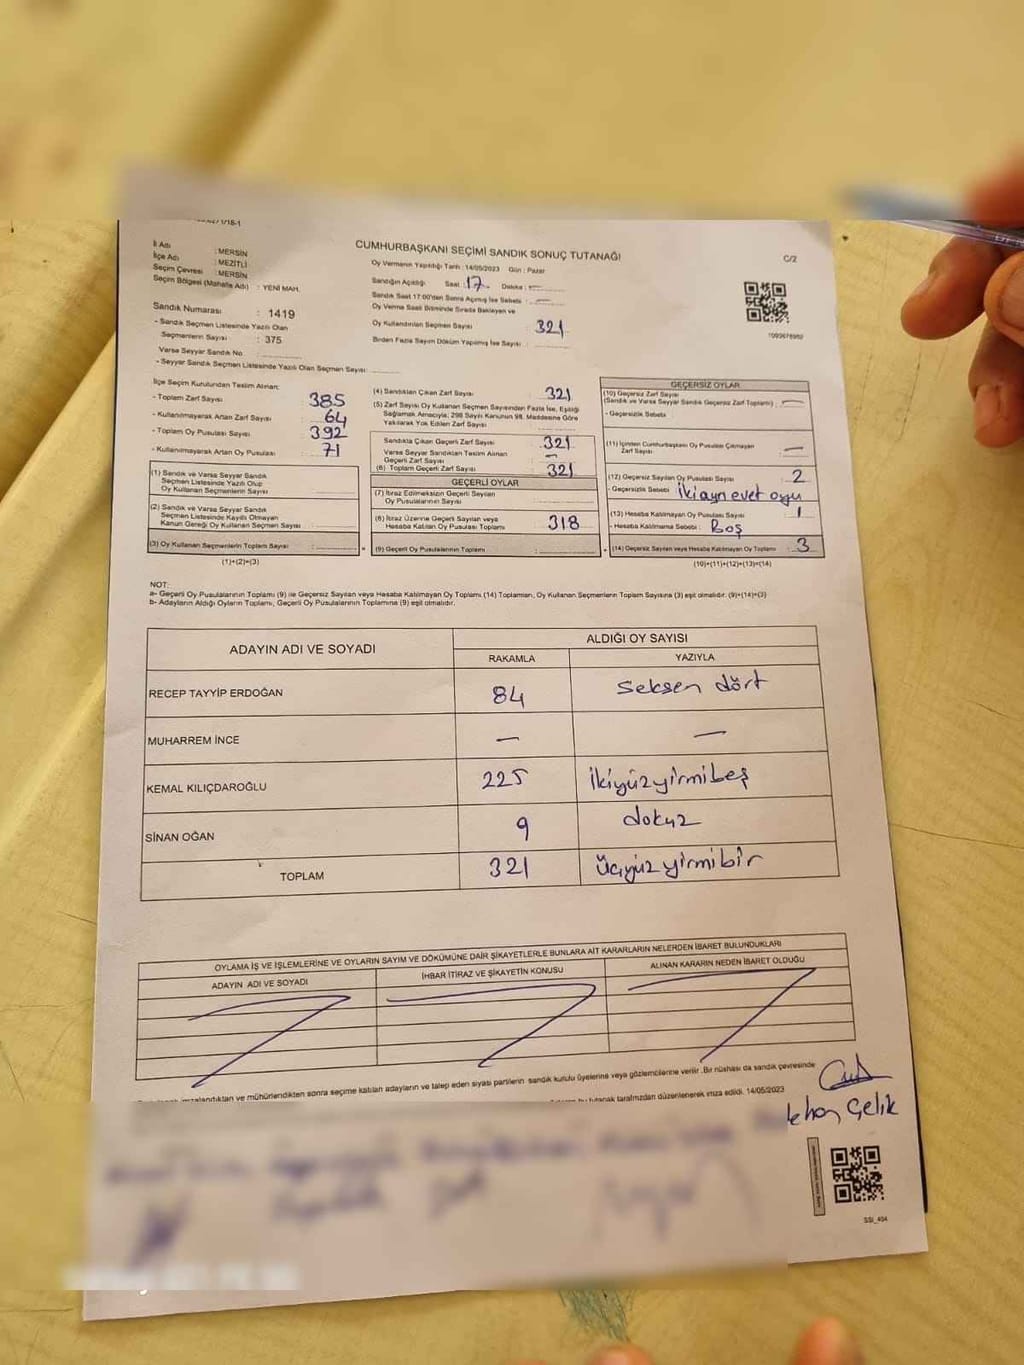 CUMHURBAŞKANI SEÇİMİ SANDIK SONUÇ TUTANAĞI
C/2
İl Adı : MERSİN
İlçe Adı : MEZİTLİ
Seçim Çevresi : MERSİN
Seçim Bölgesi (Mahalle Adı) : YENİ MAH.
Oy Vermenin Yapıldığı Tarih : 14/05/2023 Gün : Pazar
Sandığın Açıldığı Saat : 17 Dakika : —
Sandık Saat 17:00'den Sonra Açılmış İse Sebebi : —
Oy Verme Saati Bitiminde Sırada Bekleyen ve
Oy Kullandırılan Seçmen Sayısı : 321
Birden Fazla Sayım Döküm Yapılmış İse Sayısı :
Sandık Numarası : 1419
- Sandık Seçmen Listesinde Yazılı Olan
Seçmenlerin Sayısı : 375
Varsa Seyyar Sandık No :
- Seyyar Sandık Seçmen Listesinde Yazılı Olan Seçmen Sayısı :
İlçe Seçim Kurulundan Teslim Alınan:
- Toplam Zarf Sayısı : 385
- Kullanılmayarak Artan Zarf Sayısı : 64
- Toplam Oy Pusulası Sayısı : 392
- Kullanılmayarak Artan Oy Pusulası : 71
(1) Sandık ve Varsa Seyyar Sandık
Seçmen Listesinde Yazılı Olup
Oy Kullanan Seçmenlerin Sayısı :
(2) Sandık ve Varsa Seyyar Sandık
Seçmen Listesinde Kayıtlı Olmayan
Kanun Gereği Oy Kullanan Seçmen Sayısı :
(3) Oy Kullanan Seçmenlerin Toplam Sayısı :
(1)+(2)=(3)
(4) Sandıktan Çıkan Zarf Sayısı : 321
(5) Zarf Sayısı Oy Kullanan Seçmen Sayısından Fazla İse, Eşitliği
Sağlamak Amacıyla; 298 Sayılı Kanunun 98. Maddesine Göre
Yakılarak Yok Edilen Zarf Sayısı :
Sandıkta Çıkan Geçerli Zarf Sayısı : 321
Varsa Seyyar Sandıktan Teslim Alınan
Geçerli Zarf Sayısı : —
(6) Toplam Geçerli Zarf Sayısı : 321
GEÇERLİ OYLAR
(7) İtiraz Edilmeksizin Geçerli Sayılan
Oy Pusulalarının Sayısı :
(8) İtiraz Üzerine Geçerli Sayılan veya
Hesaba Katılan Oy Pusulası Toplamı : 318
(9) Geçerli Oy Pusulalarının Toplamı :
GEÇERSİZ OYLAR
(10) Geçersiz Zarf Sayısı
(Sandık ve Varsa Seyyar Sandık Geçersiz Zarf Toplamı) : —
- Geçersizlik Sebebi :
(11) İçinden Cumhurbaşkanı Oy Pusulası Çıkmayan
Zarf Sayısı : —
(12) Geçersiz Sayılan Oy Pusulası Sayısı : 2
- Geçersizlik Sebebi : iki ayrı evet oyu
(13) Hesaba Katılmayan Oy Pusulası Sayısı : 1
- Hesaba Katılmama Sebebi : Boş
(14) Geçersiz Sayılan veya Hesaba Katılmayan Oy Toplamı : 3
(10)+(11)+(12)+(13)=(14)
NOT:
a- Geçerli Oy Pusulalarının Toplamı (9) ile Geçersiz Sayılan veya Hesaba Katılmayan Oy Toplamı (14) Toplamları, Oy Kullanan Seçmenlerin Toplam Sayısına (3) eşit olmalıdır. (9)+(14)=(3)
b- Adayların Aldığı Oyların Toplamı, Geçerli Oy Pusulalarının Toplamına (9) eşit olmalıdır.
ADAYIN ADI VE SOYADI
ALDIĞI OY SAYISI
RAKAMLA YAZIYLA
RECEP TAYYİP ERDOĞAN 84 seksen dört
MUHARREM İNCE — —
KEMAL KILIÇDAROĞLU 225 ikiyüzyirmibeş
SİNAN OĞAN 9 dokuz
TOPLAM 321 üçyüzyirmibir
OYLAMA İŞ VE İŞLEMLERİNE VE OYLARIN SAYIM VE DÖKÜMÜNE DAİR ŞİKAYETLERLE BUNLARA AİT KARARLARIN NELERDEN İBARET BULUNDUKLARI
ADAYIN ADI VE SOYADI İHBAR İTİRAZ VE ŞİKAYETİN KONUSU ALINAN KARARIN NEDEN İBARET OLDUĞU
imzalandıktan ve mühürlendikten sonra seçime katılan adayların ve talep eden siyasi partilerin sandık kurulu üyelerine veya gözlemcilerine verilir. Bir nüshası da sandık çevresinde
bu tutanak tarafımızdan düzenlenerek imza edildi. 14/05/2023
Çelik
SSI_404